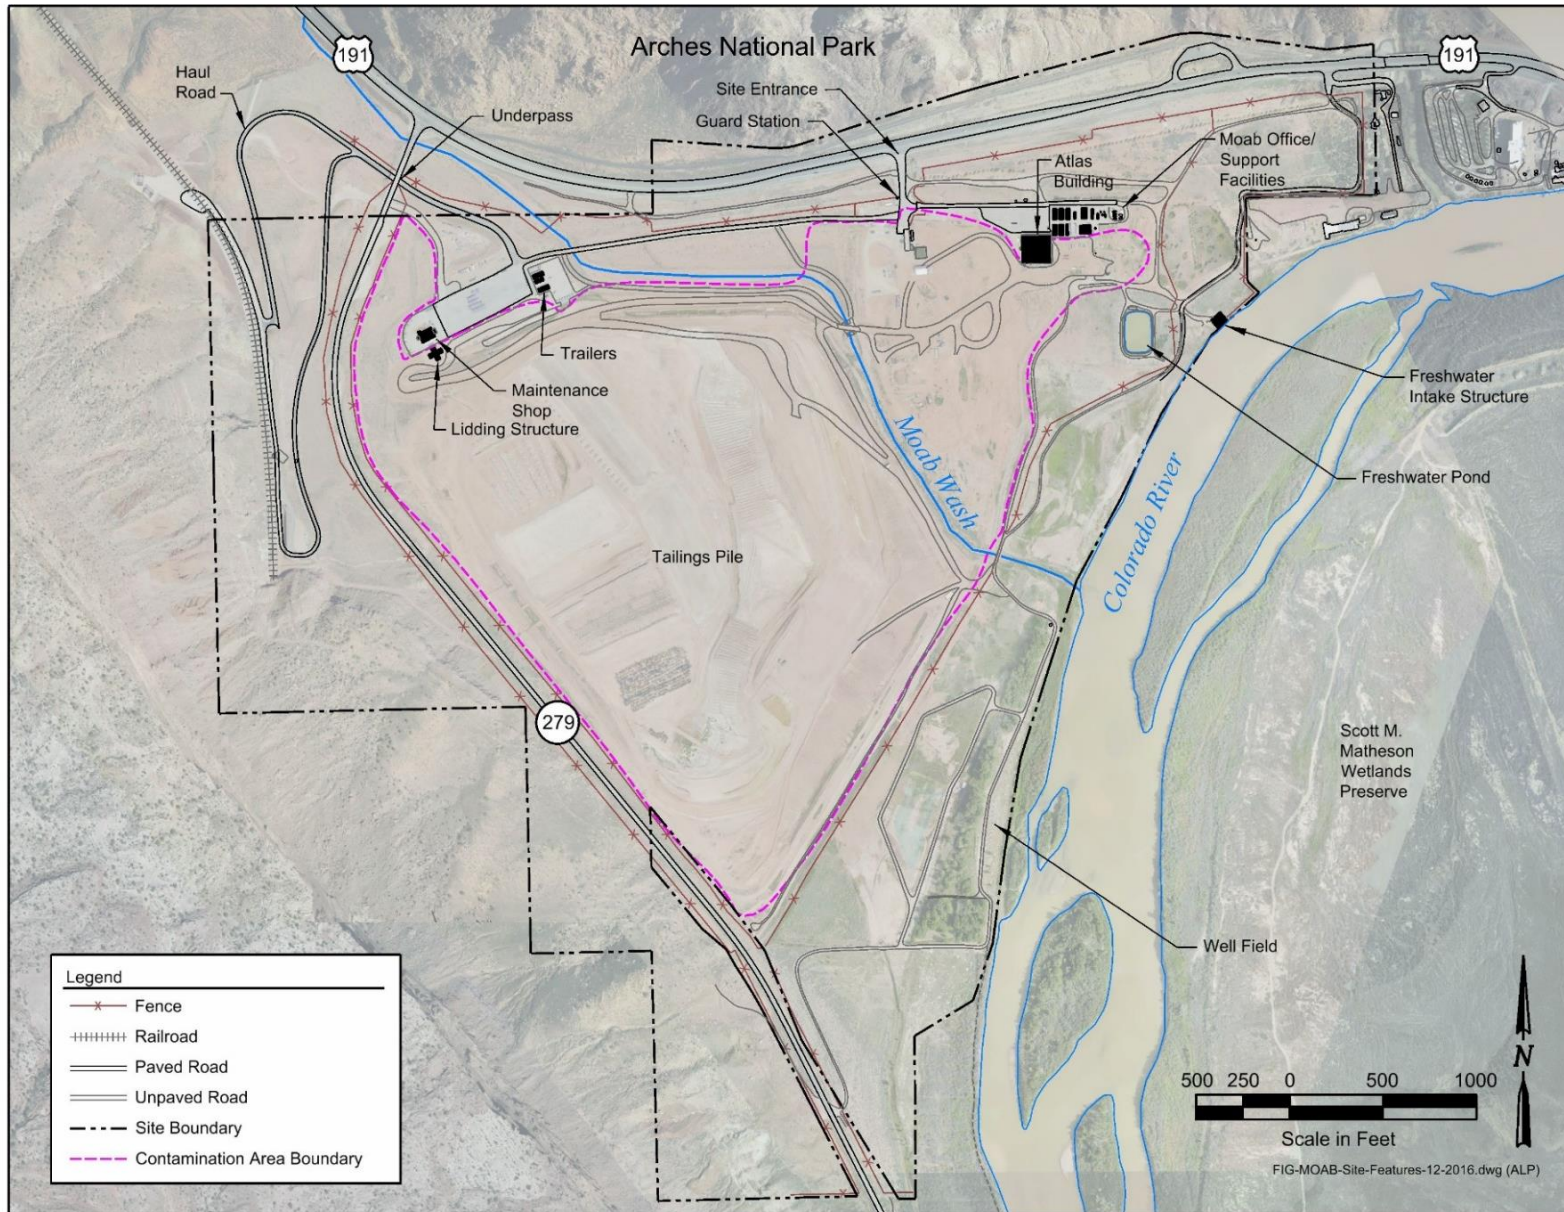 191
Arches National Park
191
Haul
Road
Site Entrance
Underpass
Guard Station
Atlas
Building
Moab Office/
Support
Facilities
Trailers
Maintenance
Shop
Lidding Structure
Freshwater
Intake Structure
Moab Wash
Freshwater Pond
Colorado River
Tailings Pile
279
Scott M.
Matheson
Wetlands
Preserve
Well Field
Legend
Fence
Railroad
Paved Road
Unpaved Road
Site Boundary
Contamination Area Boundary
N
500 250 0 500 1000
Scale in Feet
FIG-MOAB-Site-Features-12-2016.dwg (ALP)